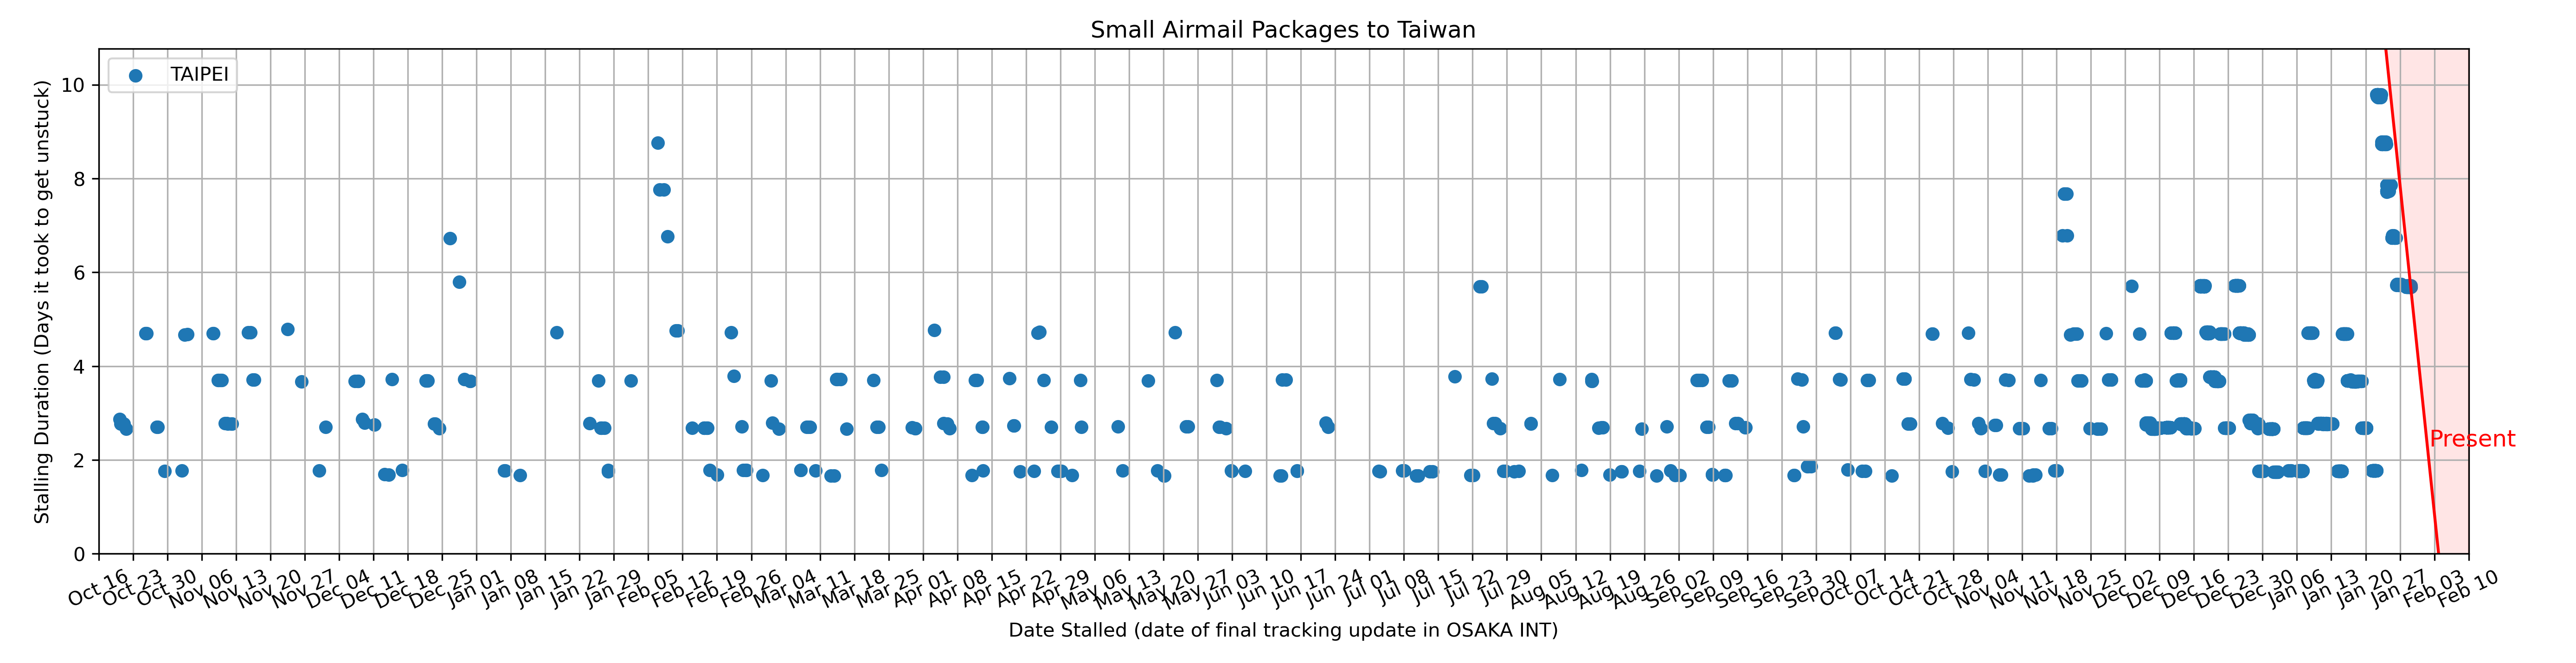 Small Airmail Packages to Taiwan
TAIPEI
Stalling Duration (Days it took to get unstuck)
10
8
6
4
2
0
Present
Oct 16
Oct 23
Oct 30
Nov 06
Nov 13
Nov 20
Nov 27
Dec 04
Dec 11
Dec 18
Dec 25
Jan 01
Jan 08
Jan 15
Jan 22
Jan 29
Feb 05
Feb 12
Feb 19
Feb 26
Mar 04
Mar 11
Mar 18
Mar 25
Apr 01
Apr 08
Apr 15
Apr 22
Apr 29
May 06
May 13
May 20
May 27
Jun 03
Jun 10
Jun 17
Jun 24
Jul 01
Jul 08
Jul 15
Jul 22
Jul 29
Aug 05
Aug 12
Aug 19
Aug 26
Sep 02
Sep 09
Sep 16
Sep 23
Sep 30
Oct 07
Oct 14
Oct 21
Oct 28
Nov 04
Nov 11
Nov 18
Nov 25
Dec 02
Dec 09
Dec 16
Dec 23
Dec 30
Jan 06
Jan 13
Jan 20
Jan 27
Feb 03
Feb 10
Date Stalled (date of final tracking update in OSAKA INT)